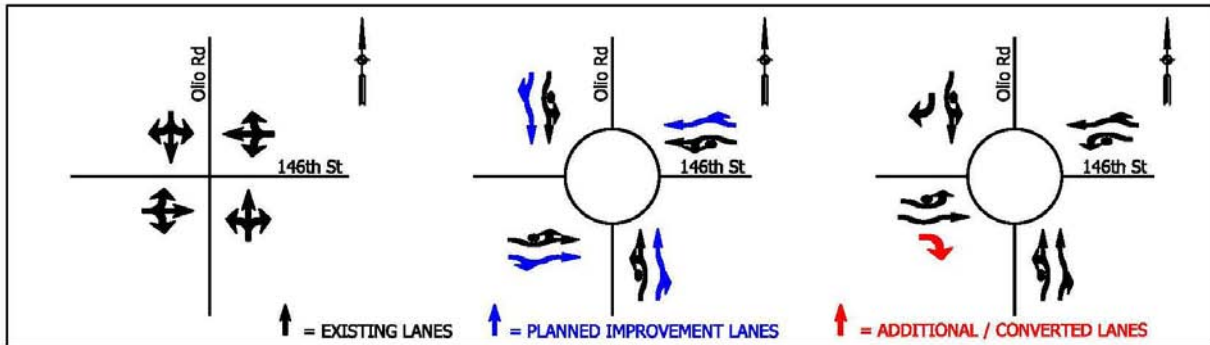 Olio Rd
146th St
= EXISTING LANES
Olio Rd
146th St
= PLANNED IMPROVEMENT LANES
Olio Rd
146th St
= ADDITIONAL / CONVERTED LANES